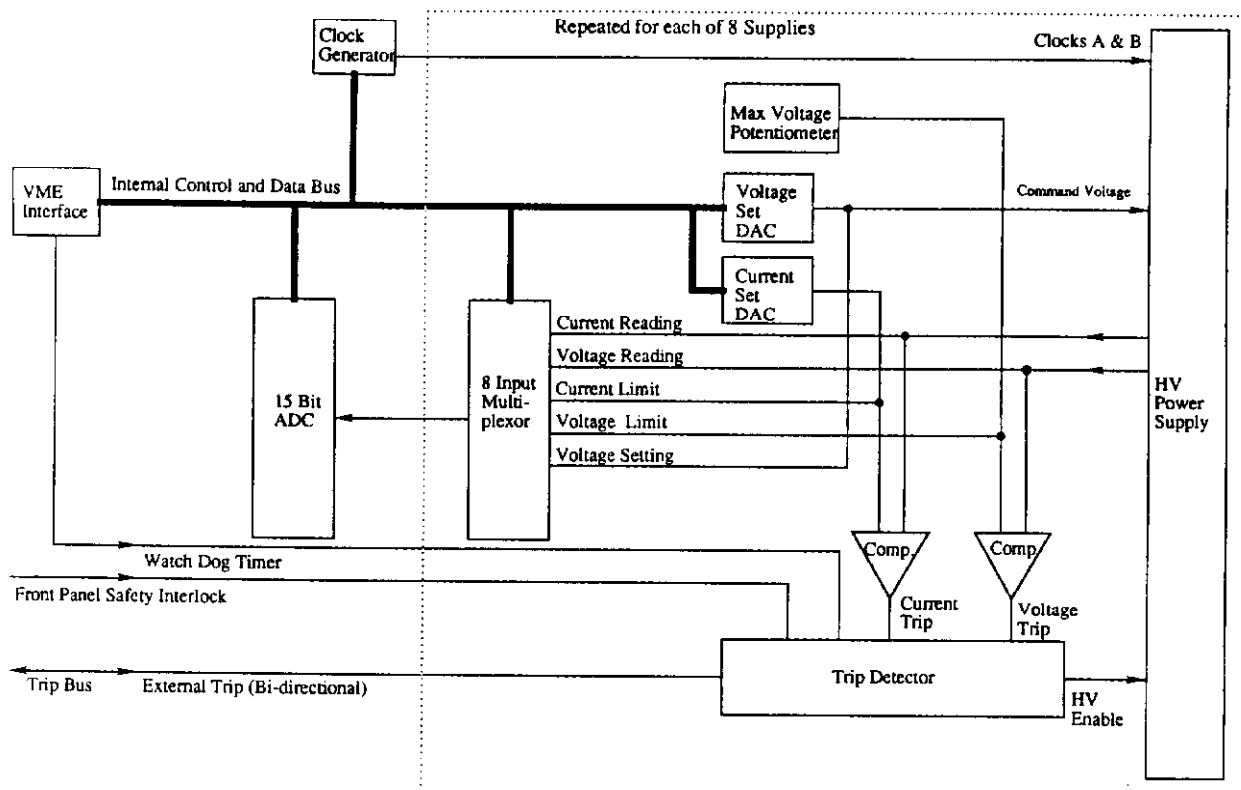 Repeated for each of 8 Supplies
Clock
Generator
Clocks A & B
Max Voltage
Potentiometer
VME
Interface
Internal Control and Data Bus
Voltage
Set
DAC
Command Voltage
Current
Set
DAC
Current Reading
Voltage Reading
Current Limit
Voltage Limit
Voltage Setting
15 Bit
ADC
8 Input
Multi-
plexor
HV
Power
Supply
Comp.
Comp.
Watch Dog Timer
Front Panel Safety Interlock
Current
Trip
Voltage
Trip
Trip Bus
External Trip (Bi-directional)
Trip Detector
HV
Enable